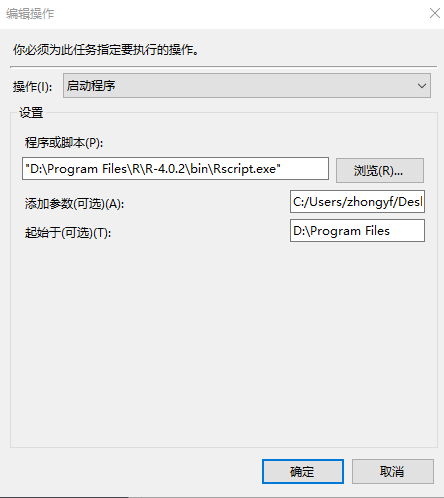 编辑操作
你必须为此任务指定要执行的操作。
操作(I):
启动程序
设置
程序或脚本(P):
"D:\Program Files\R\R-4.0.2\bin\Rscript.exe"
浏览(R)...
添加参数(可选)(A):
C:/Users/zhongyf/Desl
起始于(可选)(T):
D:\Program Files
确定
取消